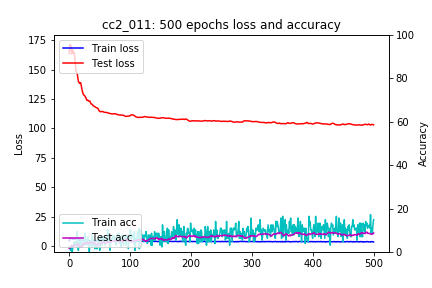 cc2_011: 500 epochs loss and accuracy
Train loss
Test loss
Train acc
Test acc
Loss
175
150
125
100
75
50
25
0
Accuracy
100
80
60
40
20
0
0 100 200 300 400 500